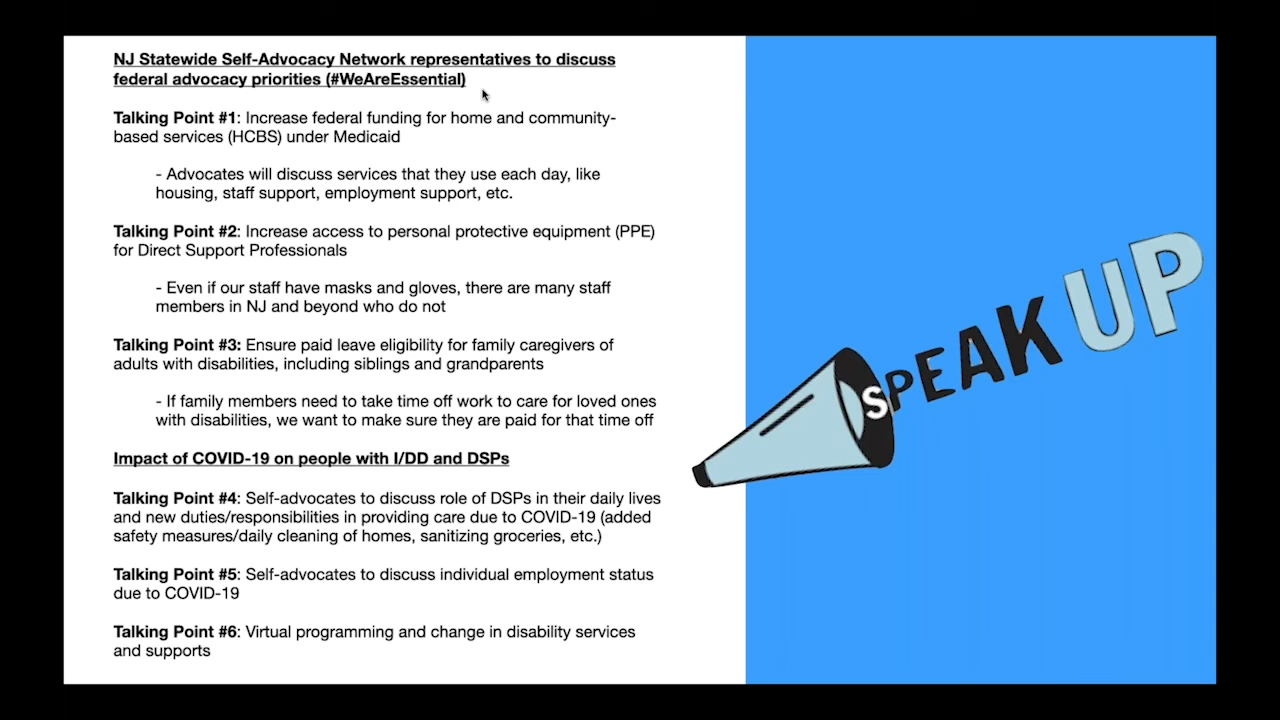 NJ Statewide Self-Advocacy Network representatives to discuss
federal advocacy priorities (#WeAreEssential)
Talking Point #1: Increase federal funding for home and community-
based services (HCBS) under Medicaid
- Advocates will discuss services that they use each day, like
housing, staff support, employment support, etc.
Talking Point #2: Increase access to personal protective equipment (PPE)
for Direct Support Professionals
- Even if our staff have masks and gloves, there are many staff
members in NJ and beyond who do not
Talking Point #3: Ensure paid leave eligibility for family caregivers of
adults with disabilities, including siblings and grandparents
- If family members need to take time off work to care for loved ones
with disabilities, we want to make sure they are paid for that time off
Impact of COVID-19 on people with I/DD and DSPs
Talking Point #4: Self-advocates to discuss role of DSPs in their daily lives
and new duties/responsibilities in providing care due to COVID-19 (added
safety measures/daily cleaning of homes, sanitizing groceries, etc.)
Talking Point #5: Self-advocates to discuss individual employment status
due to COVID-19
Talking Point #6: Virtual programming and change in disability services
and supports
SPEAK UP